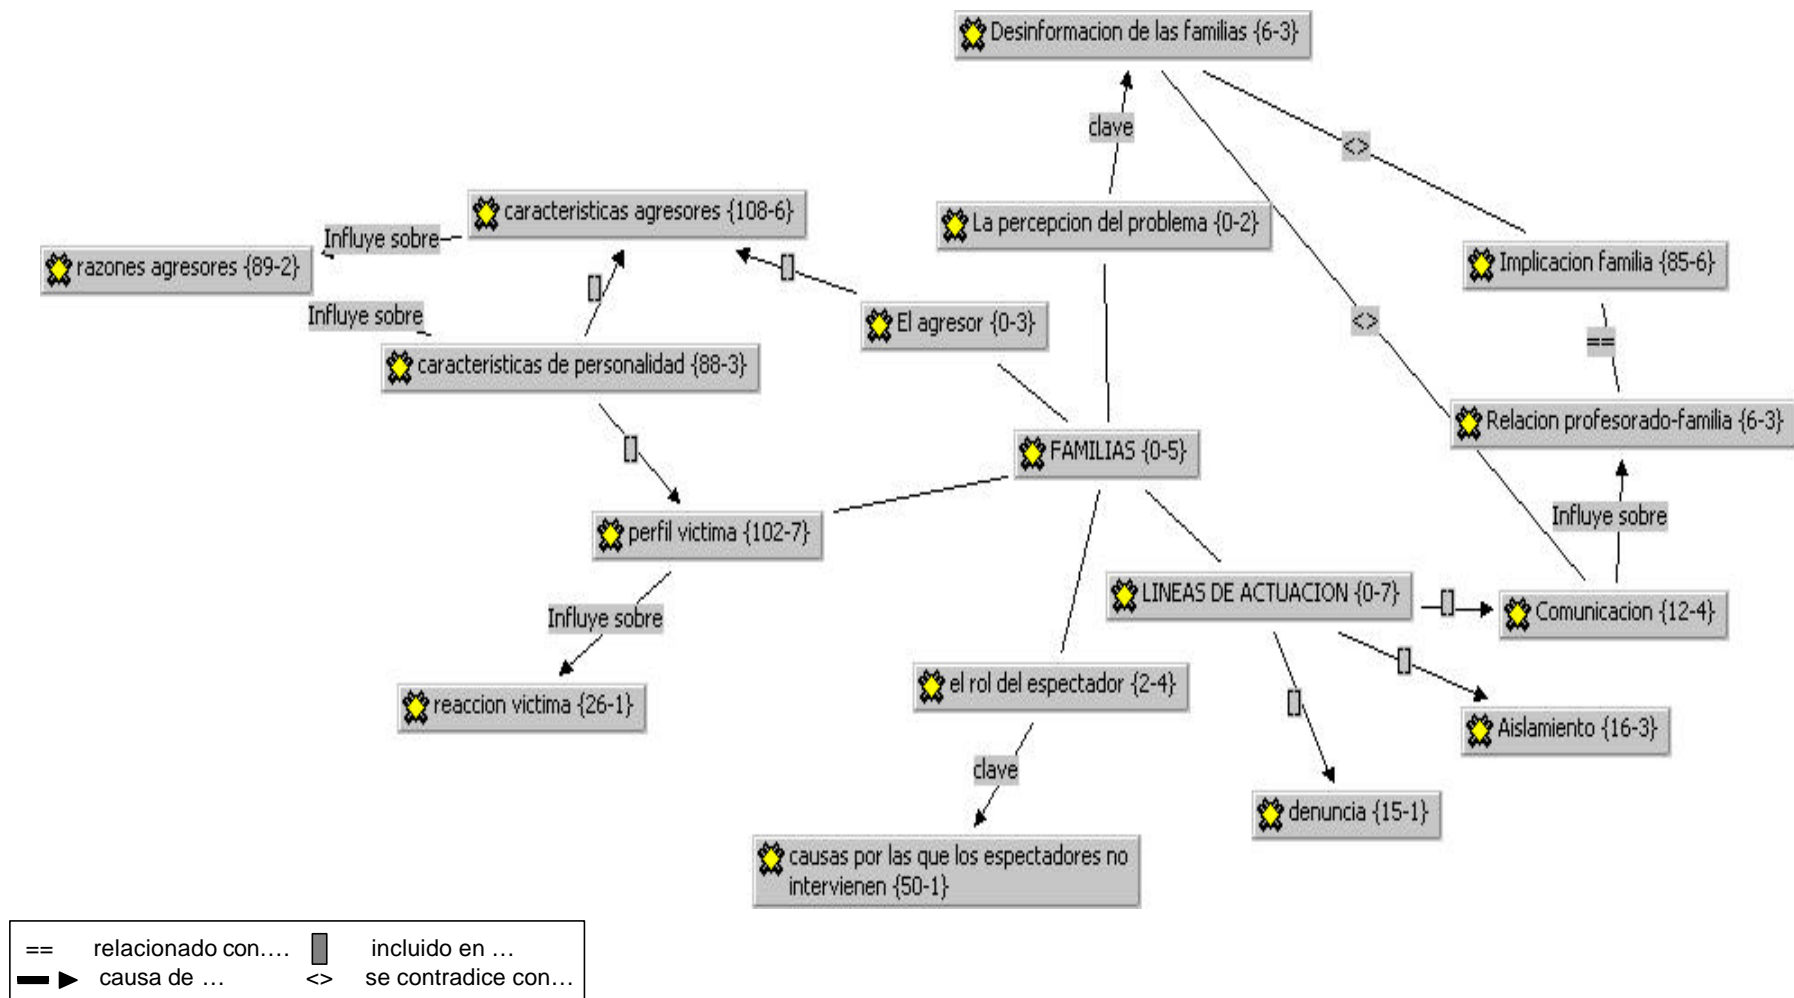 Desinformacion de las familias {6-3}
clave
<>
caracteristicas agresores {108-6}
La percepcion del problema {0-2}
Influye sobre
razones agresores {89-2}
[]
[]
Implicacion familia {85-6}
Influye sobre
El agresor {0-3}
<>
==
caracteristicas de personalidad {88-3}
Relacion profesorado-familia {6-3}
[]
FAMILIAS {0-5}
Influye sobre
perfil victima {102-7}
LINEAS DE ACTUACION {0-7}
[]
Comunicacion {12-4}
Influye sobre
[]
el rol del espectador {2-4}
reaccion victima {26-1}
[]
Aislamiento {16-3}
clave
denuncia {15-1}
causas por las que los espectadores no
intervienen {50-1}
== relacionado con.... incluido en ...
causa de ... <> se contradice con...